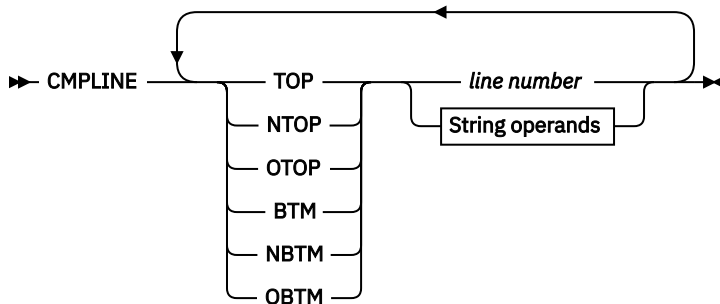 CMPLINE TOP line number
NTOP String operands
OTOP
BTM
NBTM
OBTM